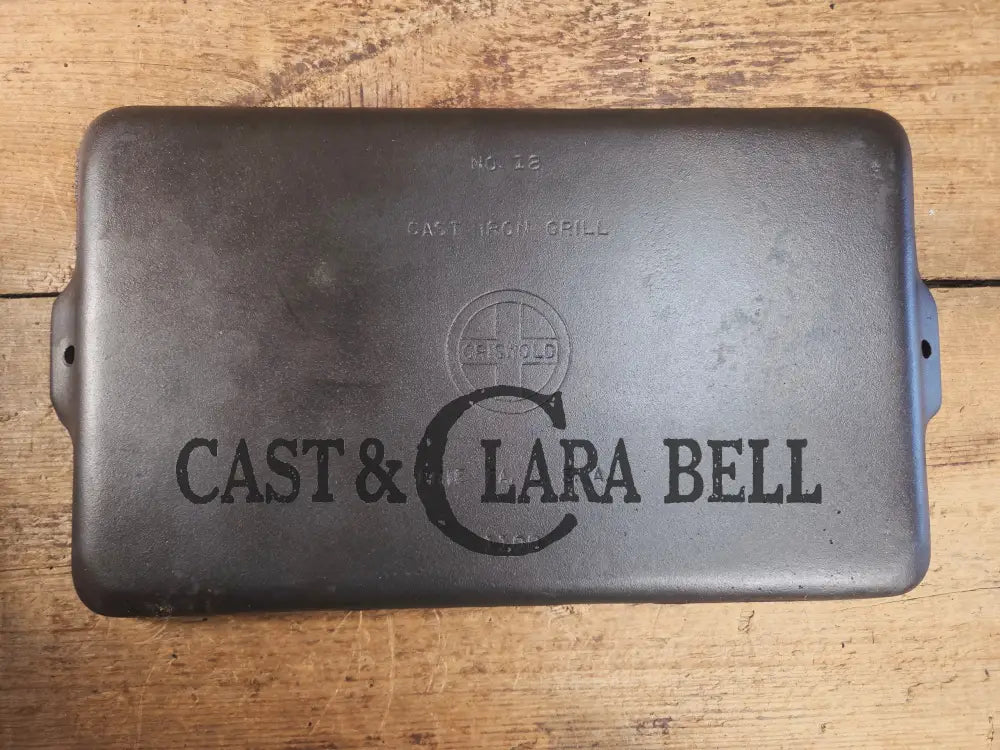 NO. 18
CAST IRON GRILL
GRISWOLD
CAST & CLARA BELL